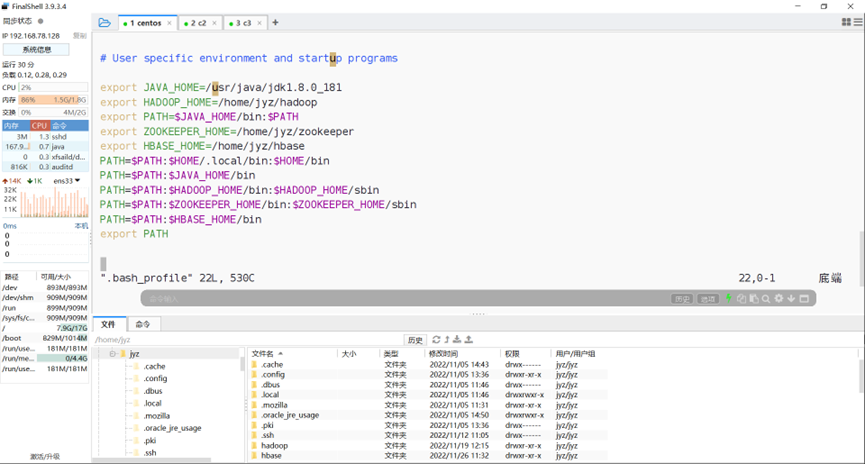 FinalShell 3.9.3.4
同步状态
IP 192.168.78.128 复制
系统信息
运行 30 分
负载 0.12, 0.28, 0.29
CPU 2%
内存 86% 1.5G/1.8G
交换 0% 4M/2G
内存 CPU 命令
3M 1.3 sshd
167.9... 0.7 java
0 0.3 xfsaild/d...
816K 0.3 auditd
14K 1K ens33
32K
22K
11K
0ms 本机
0
0
0
路径 可用/大小
/dev 893M/893M
/dev/shm 909M/909M
/run 899M/909M
/sys/fs/c... 909M/909M
/ 7.9G/17G
/boot 829M/1014M
/run/use... 181M/181M
/run/me... 0/4.4G
/run/use... 181M/181M
激活/升级
1 centos × 2 c2 × 3 c3 × +
# User specific environment and startup programs
export JAVA_HOME=/usr/java/jdk1.8.0_181
export HADOOP_HOME=/home/jyz/hadoop
export PATH=$JAVA_HOME/bin:$PATH
export ZOOKEEPER_HOME=/home/jyz/zookeeper
export HBASE_HOME=/home/jyz/hbase
PATH=$PATH:$HOME/.local/bin:$HOME/bin
PATH=$PATH:$JAVA_HOME/bin
PATH=$PATH:$HADOOP_HOME/bin:$HADOOP_HOME/sbin
PATH=$PATH:$ZOOKEEPER_HOME/bin:$ZOOKEEPER_HOME/sbin
PATH=$PATH:$HBASE_HOME/bin
export PATH
".bash_profile" 22L, 530C 22,0-1 底端
命令输入 历史 选项
文件 命令
/home/jyz 历史
jyz
.cache
.config
.dbus
.local
.mozilla
.oracle_jre_usage
.pki
.ssh
文件名 大小 类型 修改时间 权限 用户/用户组
.cache 文件夹 2022/11/05 14:43 drwx------ jyz/jyz
.config 文件夹 2022/11/05 13:36 drwxr-xr-x jyz/jyz
.dbus 文件夹 2022/11/05 11:46 drwx------ jyz/jyz
.local 文件夹 2022/11/05 11:46 drwxrwxr-x jyz/jyz
.mozilla 文件夹 2022/11/05 11:31 drwxr-xr-x jyz/jyz
.oracle_jre_usage 文件夹 2022/11/05 14:50 drwxrwxr-x jyz/jyz
.pki 文件夹 2022/11/05 13:36 drwx------ jyz/jyz
.ssh 文件夹 2022/11/12 11:05 drwx------ jyz/jyz
hadoop 文件夹 2022/11/19 12:15 drwxr-xr-x jyz/jyz
hbase 文件夹 2022/11/26 11:32 drwxr-xr-x jyz/jyz